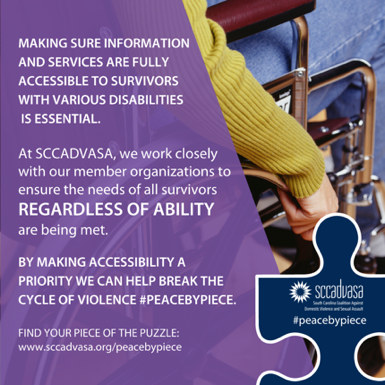 MAKING SURE INFORMATION
AND SERVICES ARE FULLY
ACCESSIBLE TO SURVIVORS
WITH VARIOUS DISABILITIES
IS ESSENTIAL.
At SCCADVASA, we work closely
with our member organizations to
ensure the needs of all survivors
REGARDLESS OF ABILITY
are being met.
BY MAKING ACCESSIBILITY A
PRIORITY WE CAN HELP BREAK THE
CYCLE OF VIOLENCE #PEACEBYPIECE.
FIND YOUR PIECE OF THE PUZZLE:
www.sccadvasa.org/peacebypiece
sccadvasa
South Carolina Coalition Against
Domestic Violence and Sexual Assault
#peacebypiece